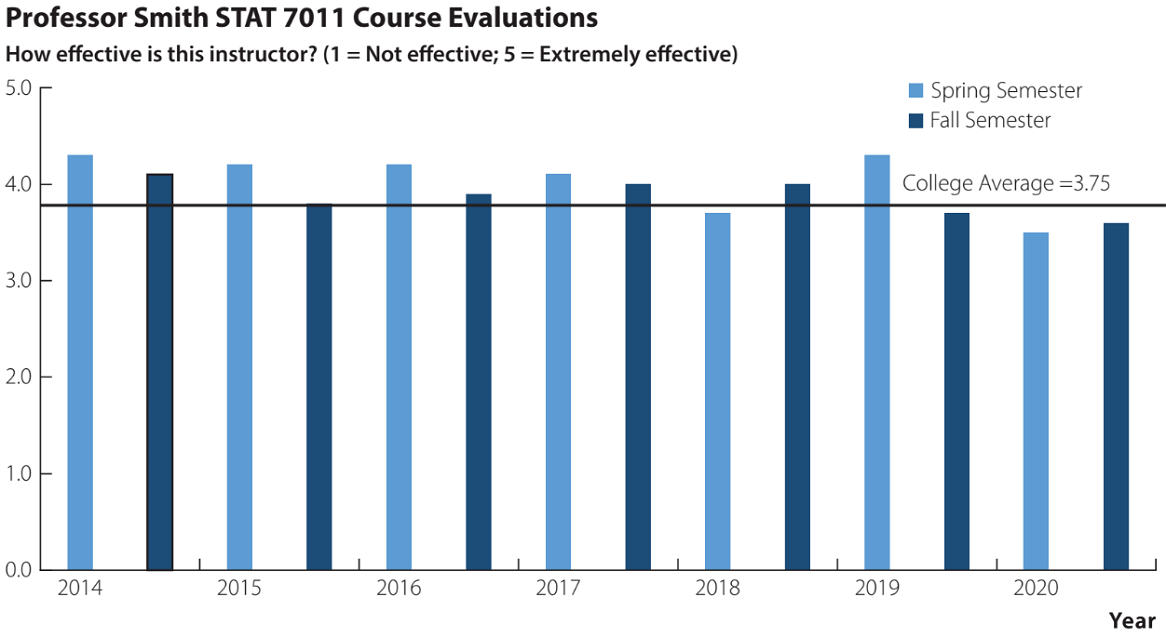 Professor Smith STAT 7011 Course Evaluations
How effective is this instructor? (1 = Not effective; 5 = Extremely effective)
5.0
Spring Semester
Fall Semester
4.0
College Average =3.75
3.0
2.0
1.0
0.0
2014 2015 2016 2017 2018 2019 2020
Year